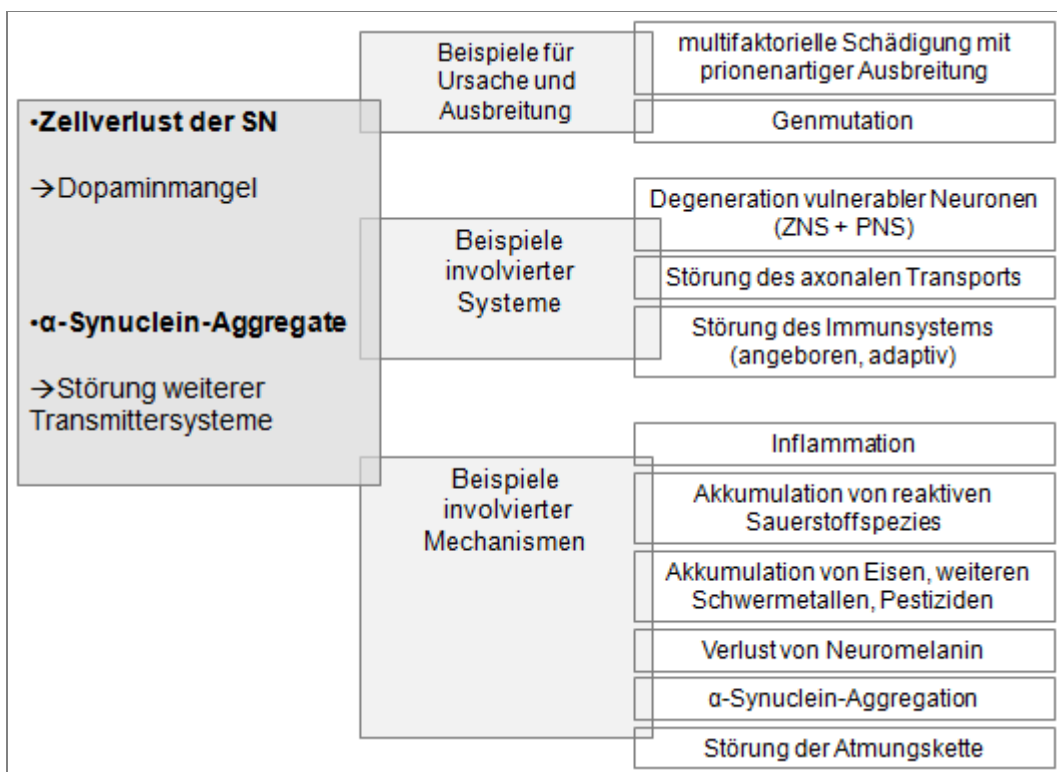 •Zellverlust der SN
→Dopaminmangel
•α-Synuclein-Aggregate
→Störung weiterer
Transmittersysteme
Beispiele für
Ursache und
Ausbreitung
multifaktorielle Schädigung mit
prionenartiger Ausbreitung
Genmutation
Beispiele
involvierter
Systeme
Degeneration vulnerabler Neuronen
(ZNS + PNS)
Störung des axonalen Transports
Störung des Immunsystems
(angeboren, adaptiv)
Beispiele
involvierter
Mechanismen
Inflammation
Akkumulation von reaktiven
Sauerstoffspezies
Akkumulation von Eisen, weiteren
Schwermetallen, Pestiziden
Verlust von Neuromelanin
α-Synuclein-Aggregation
Störung der Atmungskette